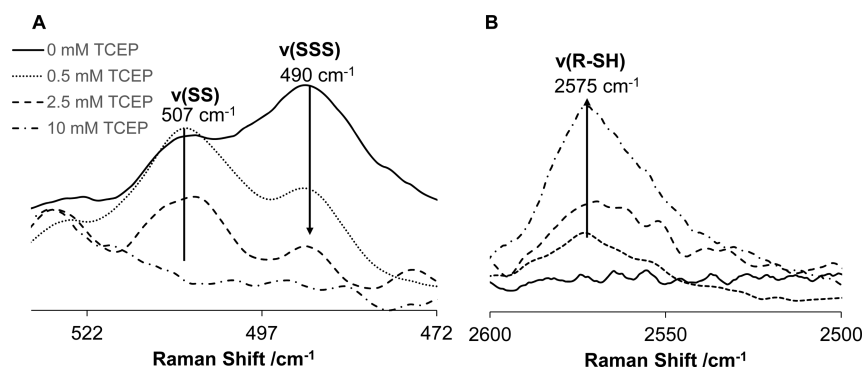 A
0 mM TCEP
0.5 mM TCEP
2.5 mM TCEP
10 mM TCEP
ν(SS)
507 cm-1
ν(SSS)
490 cm-1
522
497
472
Raman Shift /cm-1
B
ν(R-SH)
2575 cm-1
2600
2550
2500
Raman Shift /cm-1